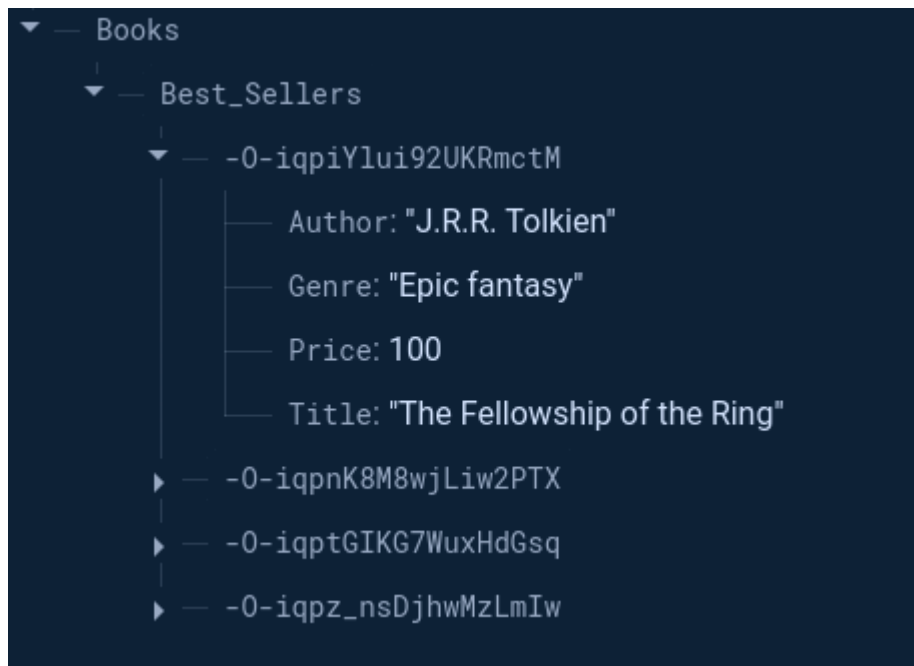 Books
Best_Sellers
-O-iqpiYlui92UKRmctM
Author: "J.R.R. Tolkien"
Genre: "Epic fantasy"
Price: 100
Title: "The Fellowship of the Ring"
-O-iqpnK8M8wjLiw2PTX
-O-iqptGIKG7WuxHdGsq
-O-iqpz_nsDjhwMzLmIw